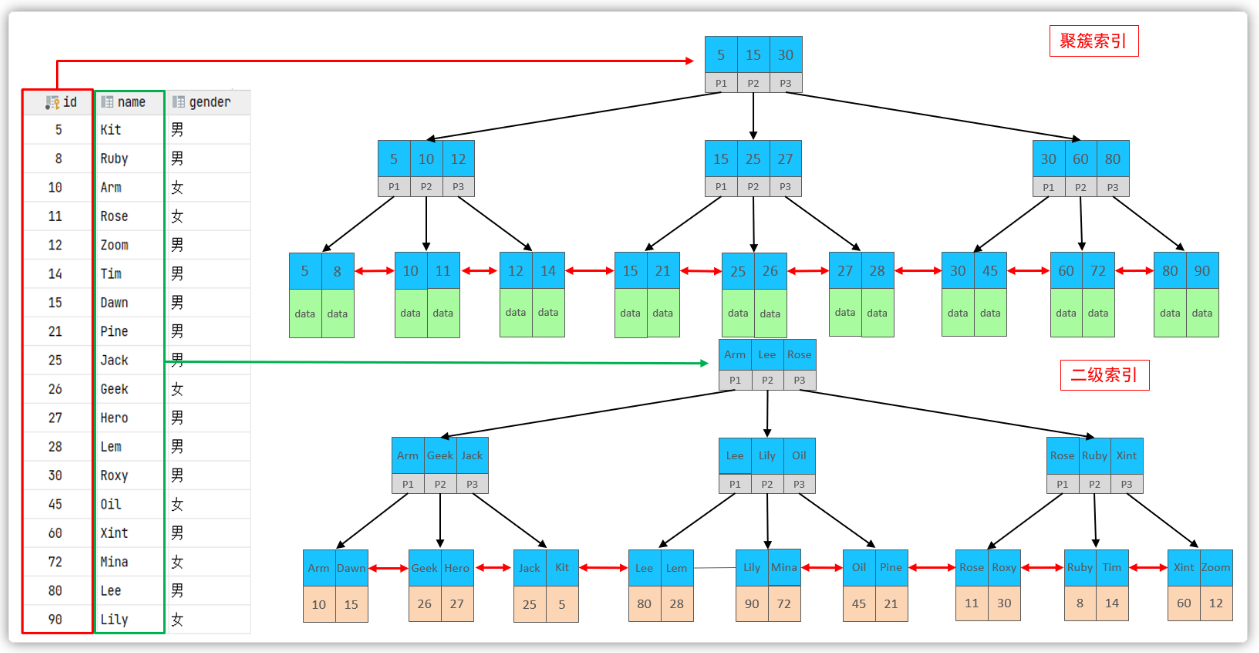 聚簇索引
5 15 30
P1 P2 P3
id name gender
5 Kit 男
8 Ruby 男
10 Arm 女
11 Rose 女
12 Zoom 男
14 Tim 男
15 Dawn 男
21 Pine 男
25 Jack 男
26 Geek 女
27 Hero 男
28 Lem 男
30 Roxy 男
45 Oil 女
60 Xint 男
72 Mina 女
80 Lee 男
90 Lily 女
5 10 12
P1 P2 P3
15 25 27
P1 P2 P3
30 60 80
P1 P2 P3
5 8 10 11 12 14 15 21 25 26 27 28 30 45 60 72 80 90
data data data data data data data data data data data data data data data data data data
二级索引
Arm Lee Rose
P1 P2 P3
Arm Geek Jack
P1 P2 P3
Lee Lily Oil
P1 P2 P3
Rose Ruby Xint
P1 P2 P3
Arm Dawn Geek Hero Jack Kit Lee Lem Lily Mina Oil Pine Rose Roxy Ruby Tim Xint Zoom
10 15 26 27 25 5 80 28 90 72 45 21 11 30 8 14 60 12